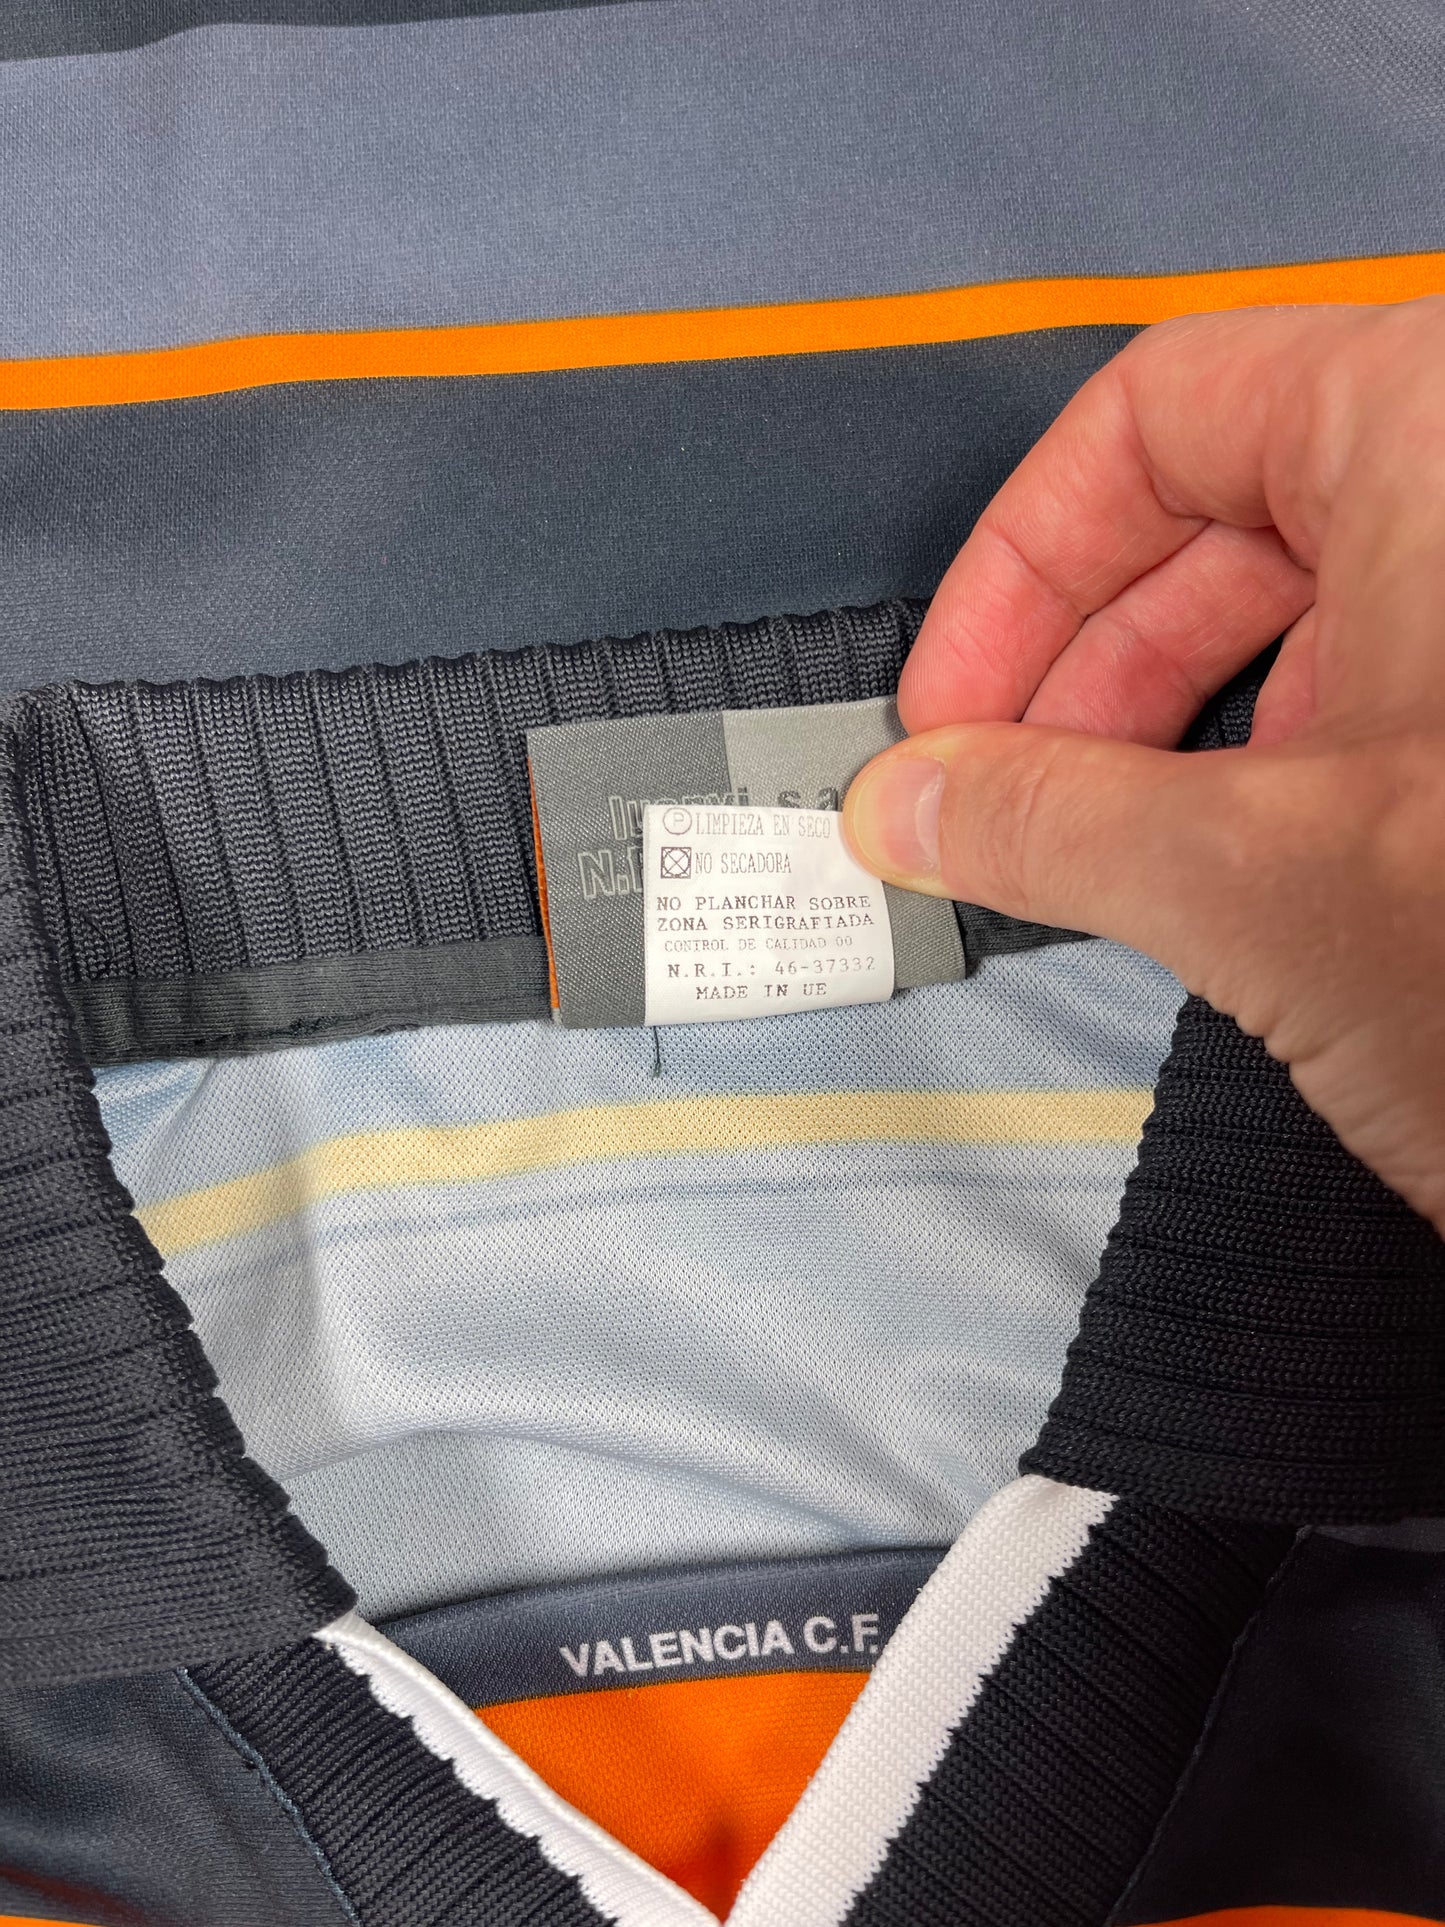 luanvi s.a
N.
Ⓟ LIMPIEZA EN SECO
NO SECADORA
NO PLANCHAR SOBRE
ZONA SERIGRAFIADA
CONTROL DE CALIDAD 00
N.R.I.: 46-37332
MADE IN UE
VALENCIA C.F.